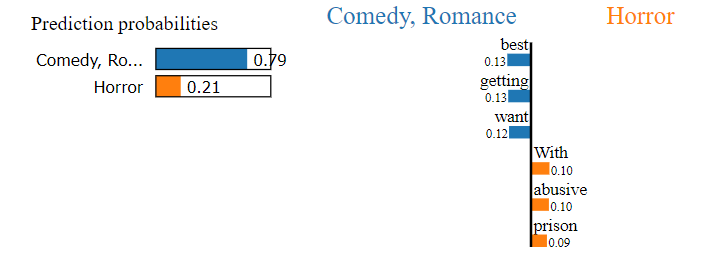 Prediction probabilities
Comedy, Ro... 0.79
Horror 0.21
Comedy, Romance Horror
best
0.13
getting
0.13
want
0.12
With
0.10
abusive
0.10
prison
0.09